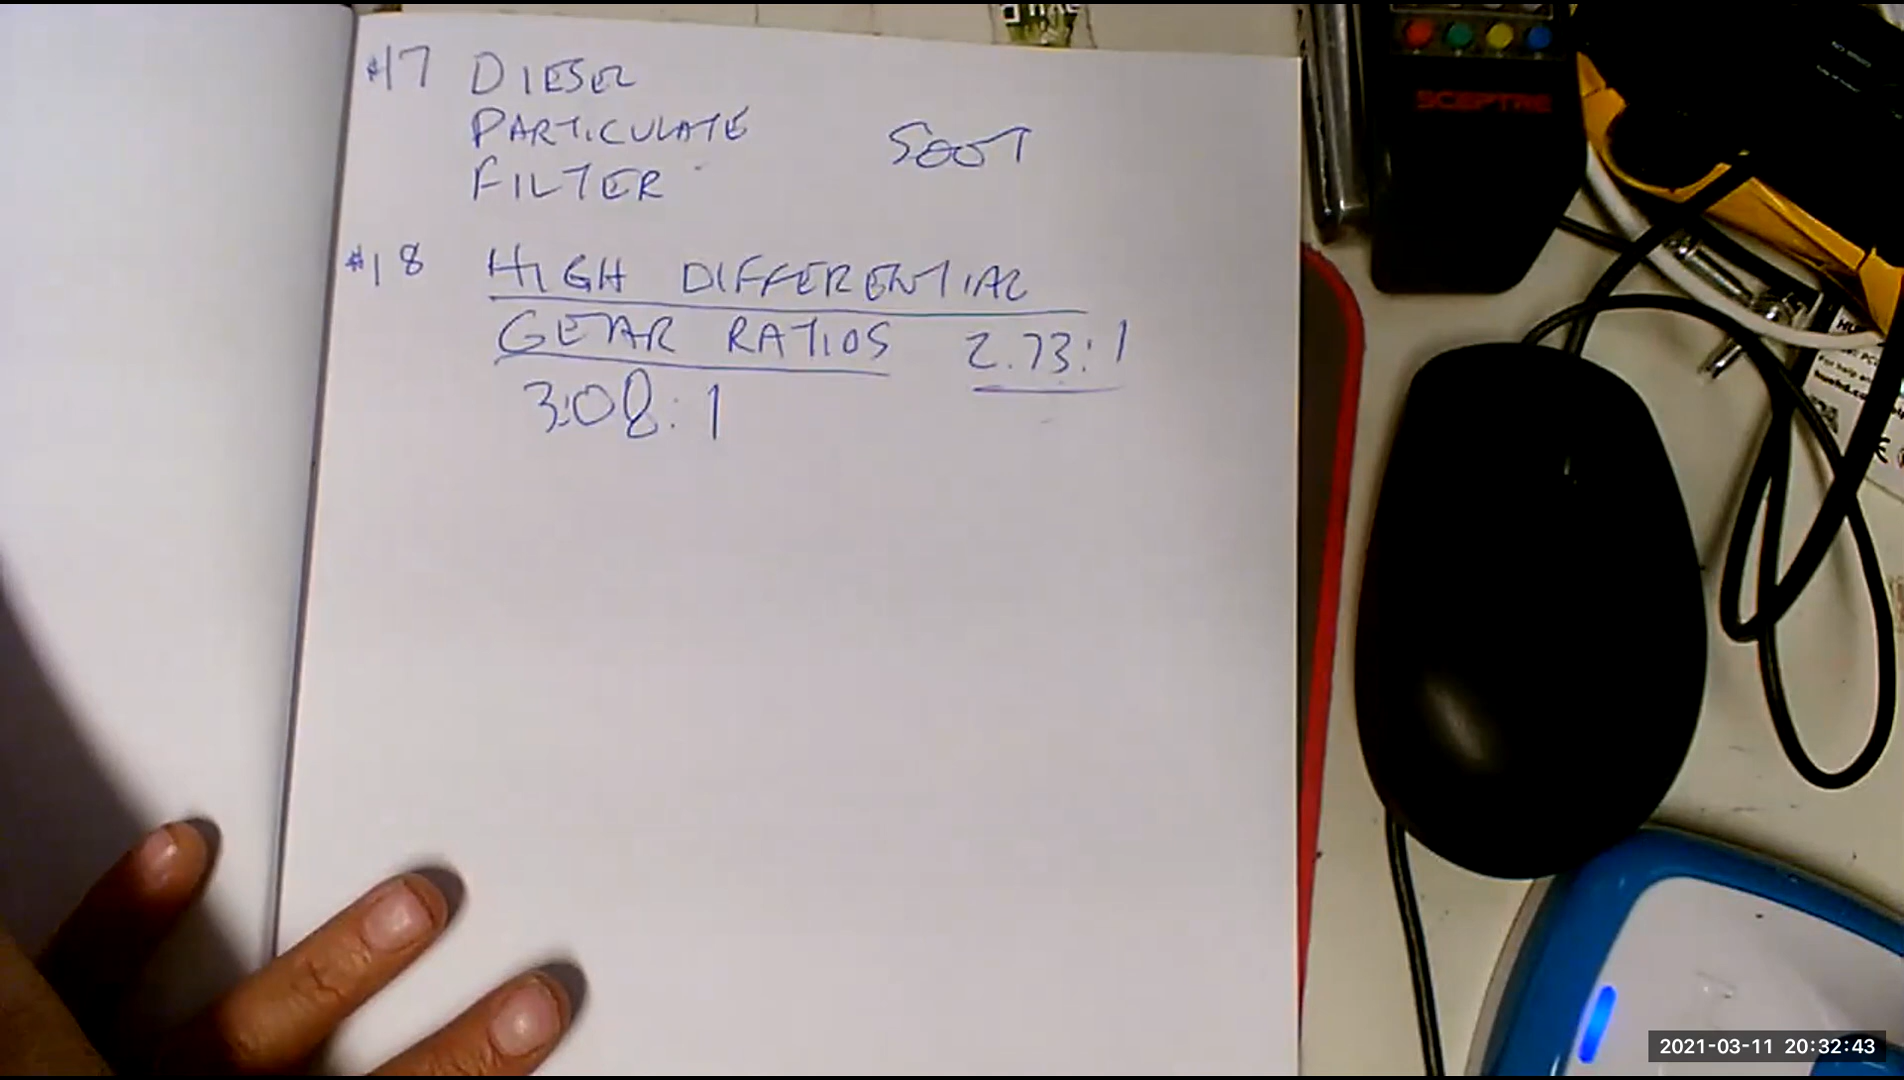 #17 DIESEL
PARTICULATE
FILTER
SOOT
#18 HIGH DIFFERENTIAL
GEAR RATIOS 2.73:1
3:08:1
SCEPTRE
2021-03-11 20:32:43